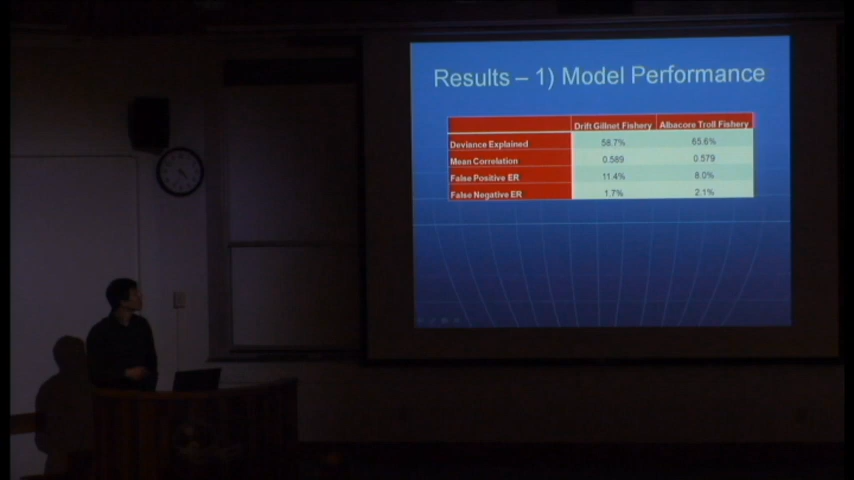 Results – 1) Model Performance
Drift Gillnet Fishery Albacore Troll Fishery
Deviance Explained 58.7% 65.6%
Mean Correlation 0.589 0.579
False Positive ER 11.4% 8.0%
False Negative ER 1.7% 2.1%